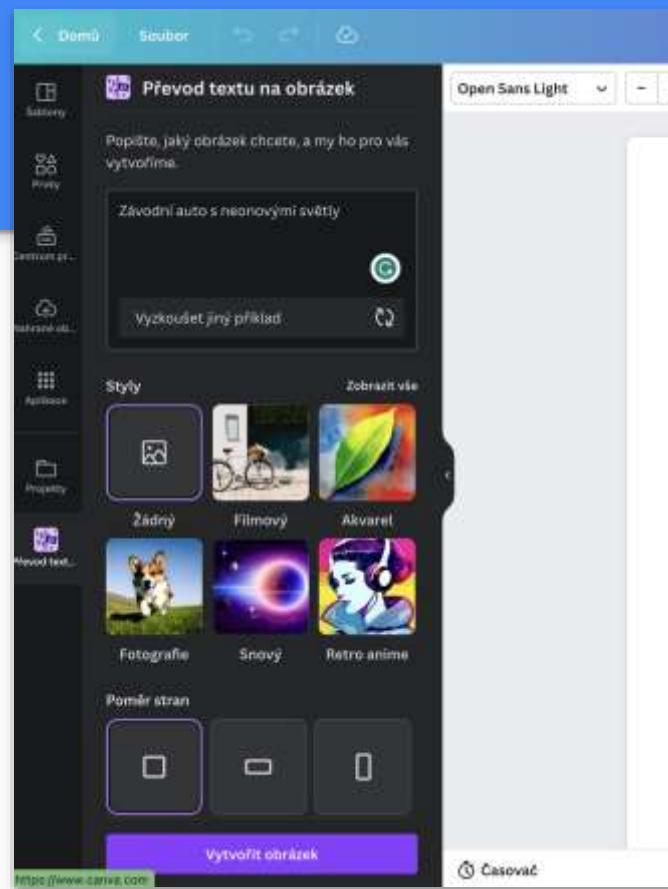 Domů Soubor
Šablony
Prvky
Centrum pr...
Nahrané ob...
Aplikace
Projekty
Převod text...
Převod textu na obrázek
Popište, jaký obrázek chcete, a my ho pro vás
vytvoříme.
Závodní auto s neonovými světly
Vyzkoušet jiný příklad
Styly Zobrazit vše
Žádný Filmový Akvarel
Fotografie Snový Retro anime
Poměr stran
Vytvořit obrázek
https://www.canva.com
Open Sans Light
Časovač